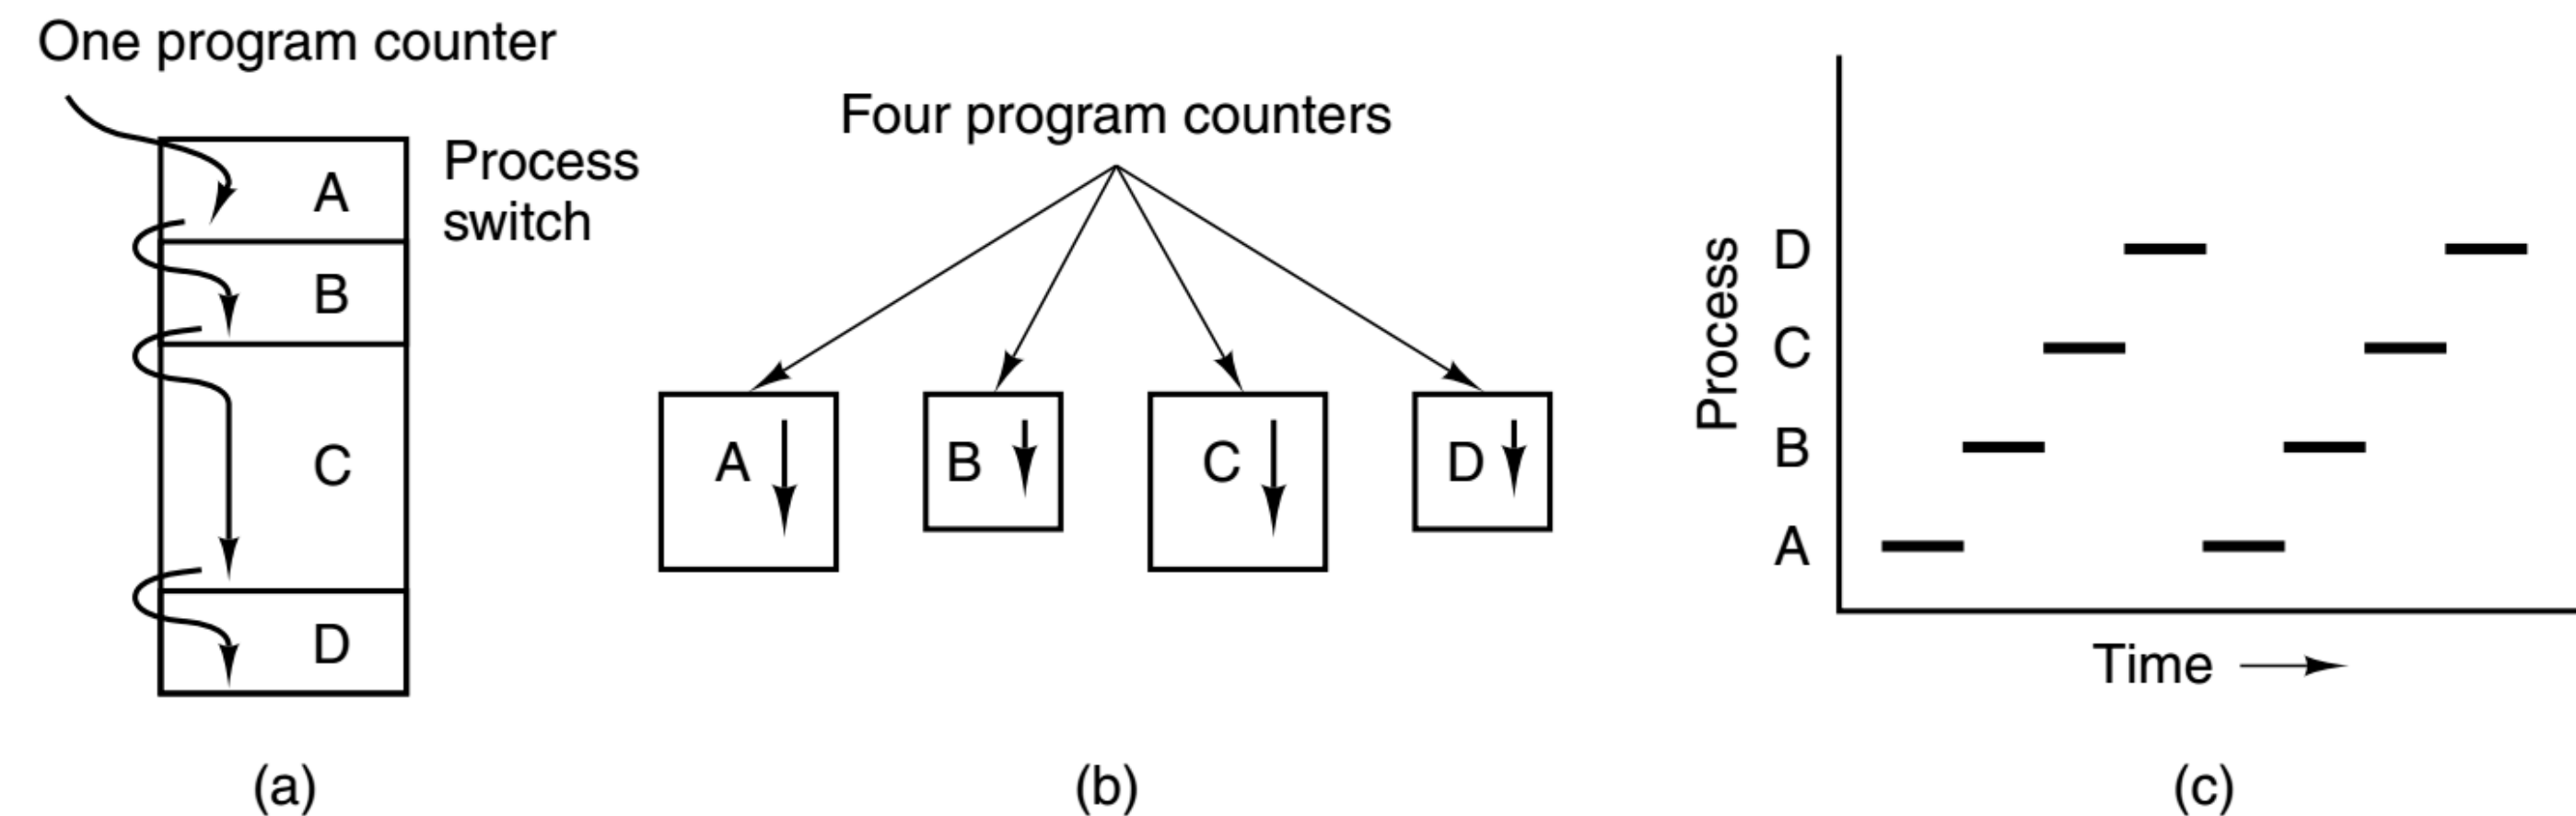 One program counter
Process
switch
A
B
C
D
(a)
Four program counters
A
B
C
D
(b)
Process
D
C
B
A
Time
(c)